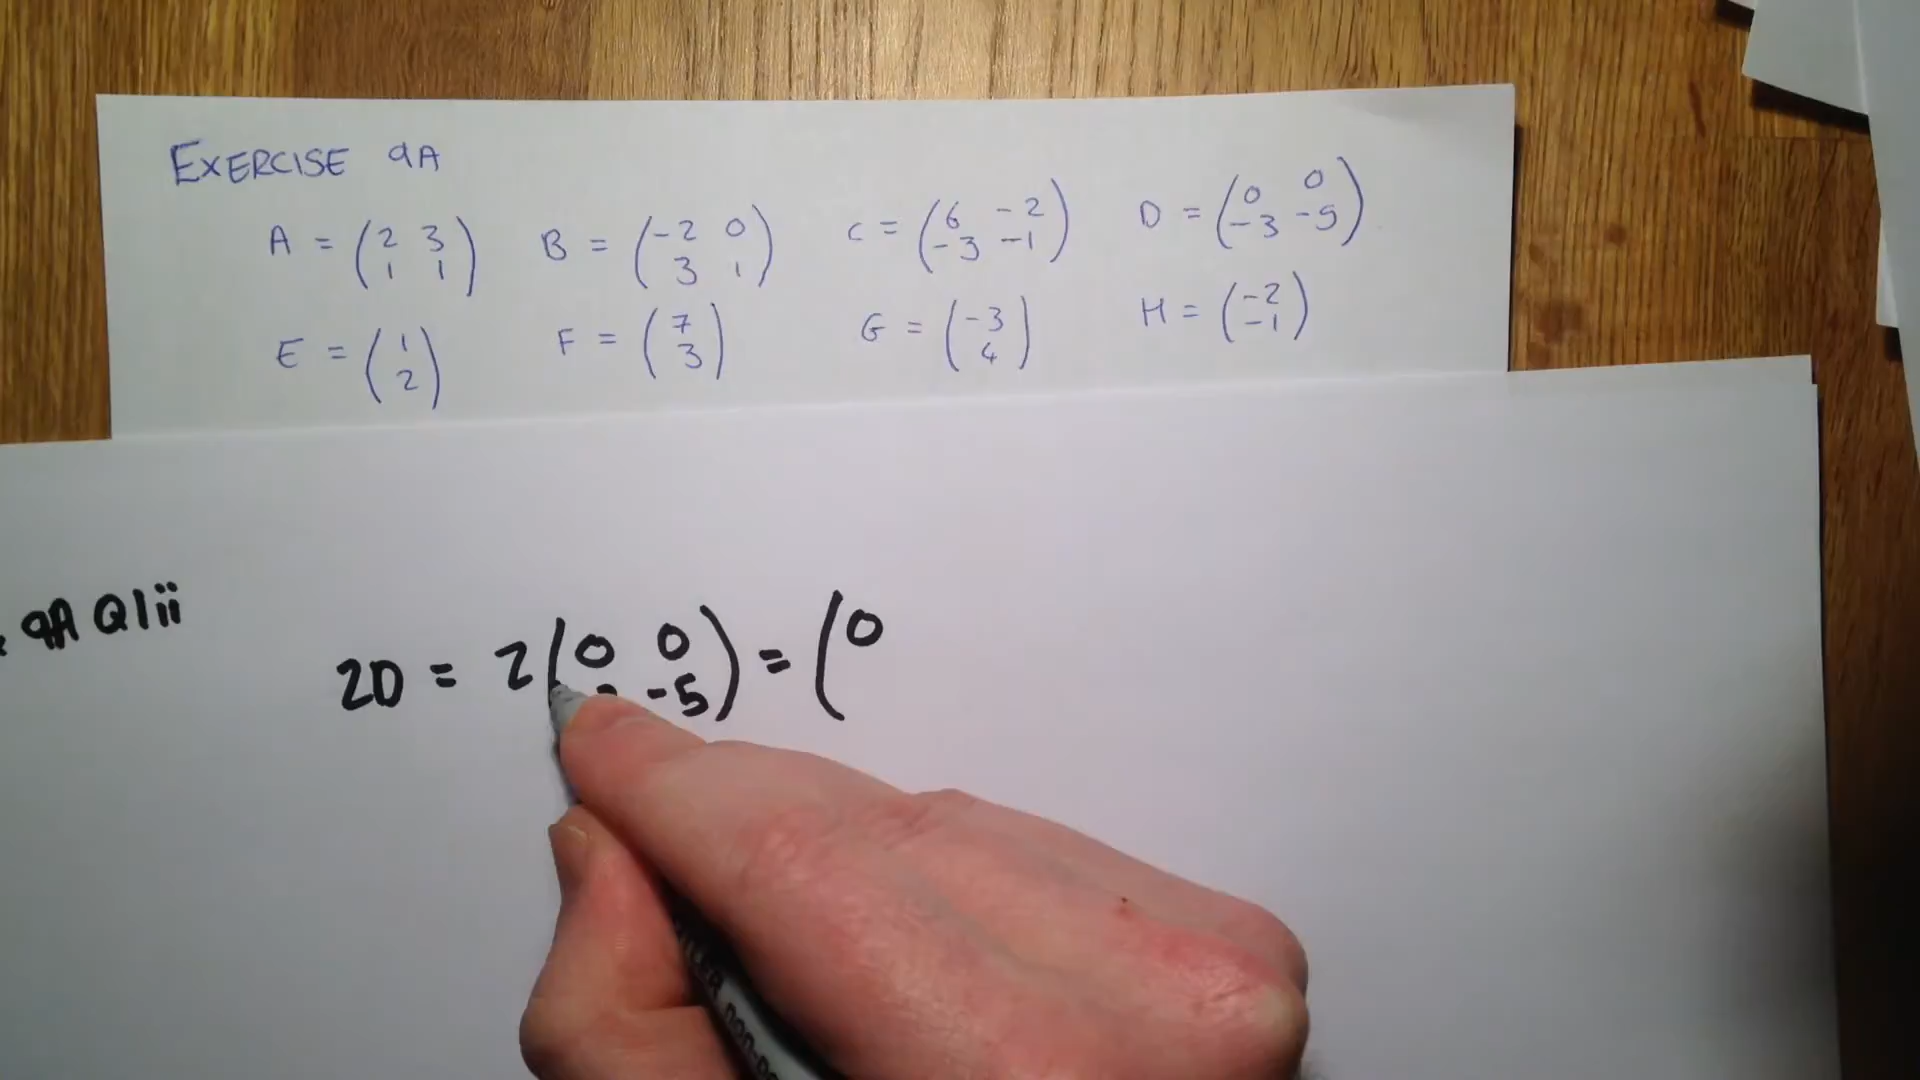 EXERCISE 9A
A = (2 3
1 1) B = (-2 0
3 1) C = (6 -2
-3 -1) D = (0 0
-3 -5)
E = (1
2) F = (7
3) G = (-3
4) H = (-2
-1)
9A Q1ii
2D = 2(0 0
-5) = (0